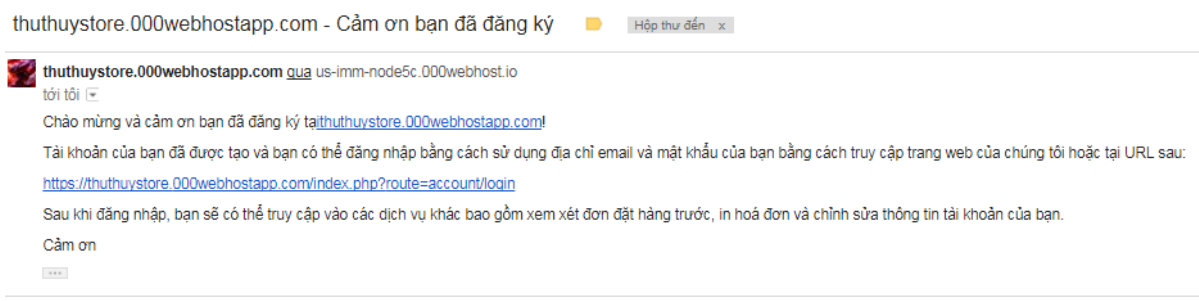 thuthuystore.000webhostapp.com - Cảm ơn bạn đã đăng ký Hộp thư đến x
thuthuystore.000webhostapp.com qua us-imm-node5c.000webhost.io
tới tôi
Chào mừng và cảm ơn bạn đã đăng ký tạithuthuystore.000webhostapp.com!
Tài khoản của bạn đã được tạo và bạn có thể đăng nhập bằng cách sử dụng địa chỉ email và mật khẩu của bạn bằng cách truy cập trang web của chúng tôi hoặc tại URL sau:
https://thuthuystore.000webhostapp.com/index.php?route=account/login
Sau khi đăng nhập, bạn sẽ có thể truy cập vào các dịch vụ khác bao gồm xem xét đơn đặt hàng trước, in hoá đơn và chỉnh sửa thông tin tài khoản của bạn.
Cảm ơn